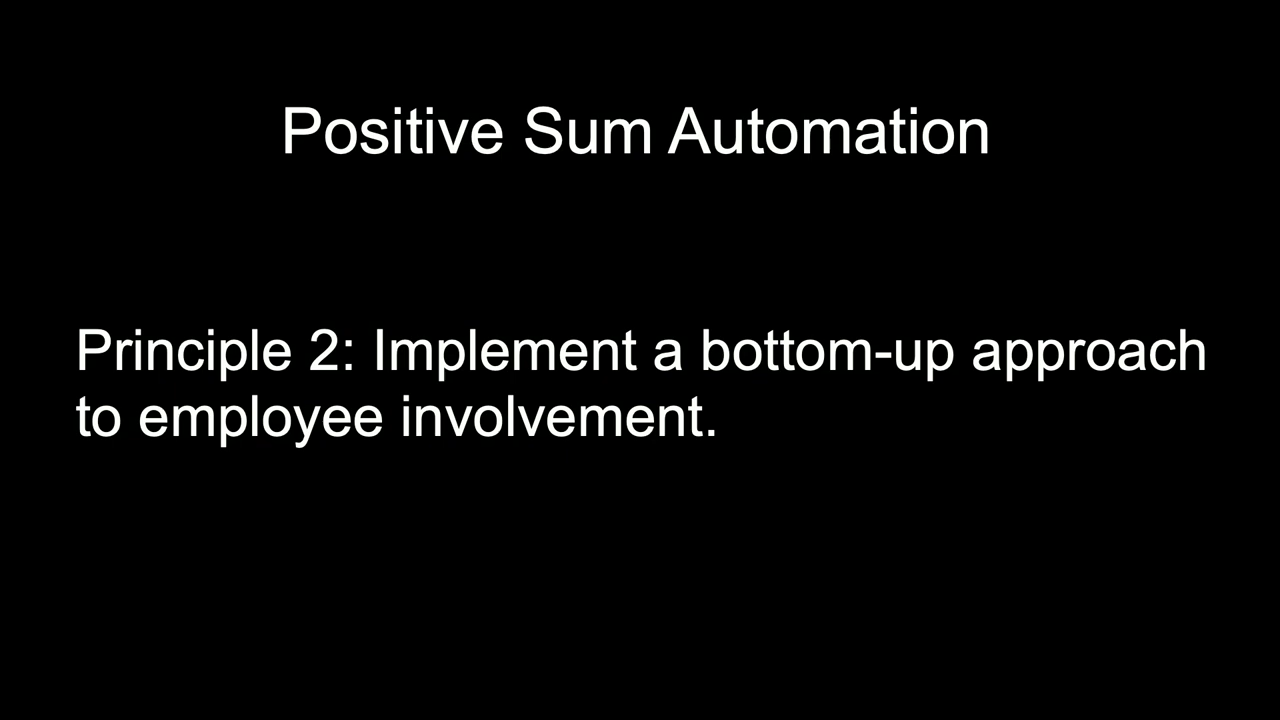 Positive Sum Automation
Principle 2: Implement a bottom-up approach
to employee involvement.